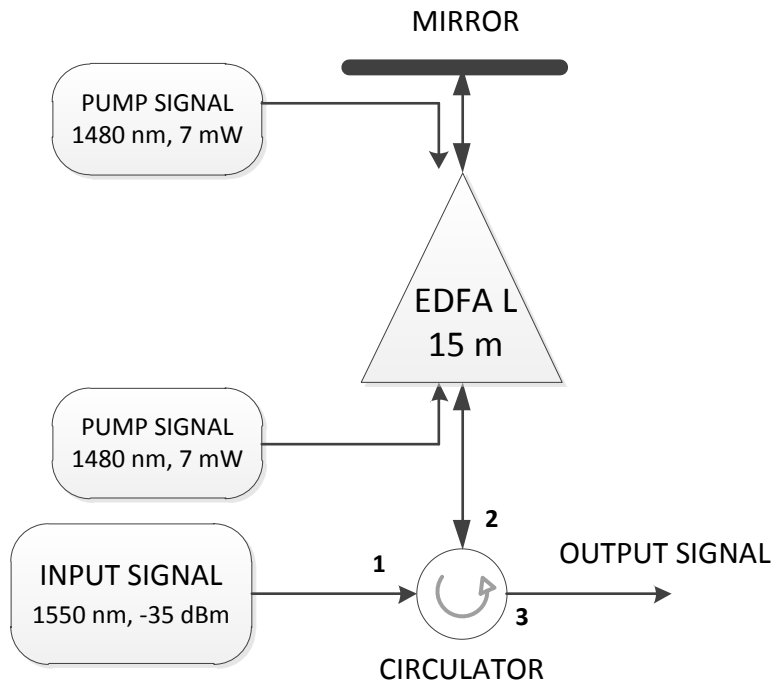 MIRROR
PUMP SIGNAL
1480 nm, 7 mW
EDFA L
15 m
PUMP SIGNAL
1480 nm, 7 mW
2
OUTPUT SIGNAL
1
INPUT SIGNAL
1550 nm, -35 dBm
3
CIRCULATOR